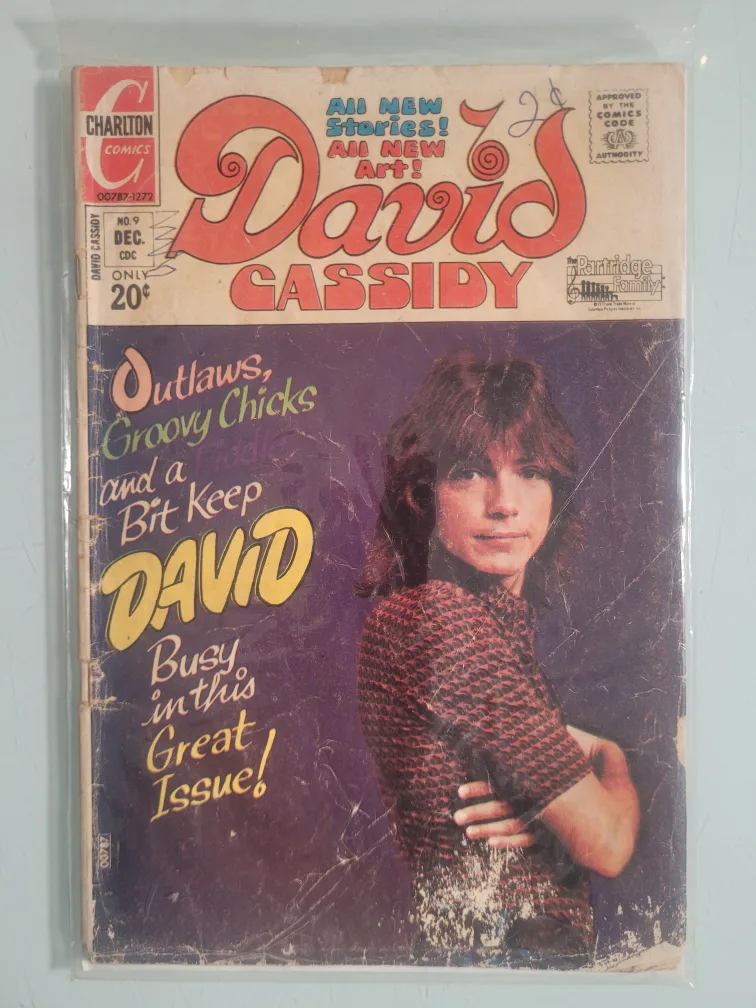 CHARLTON
COMICS
00787-1272
DAVID CASSIDY
NO. 9
DEC.
CDC
ONLY
20¢
All NEW
Stories!
All NEW
Art!
2¢
David
CASSIDY
APPROVED
BY THE
COMICS
CODE
CA
AUTHORITY
the Partridge
Family
Outlaws,
Groovy Chicks
and a
Bit Keep
DAVID
Busy
in this
Great
Issue!
00787